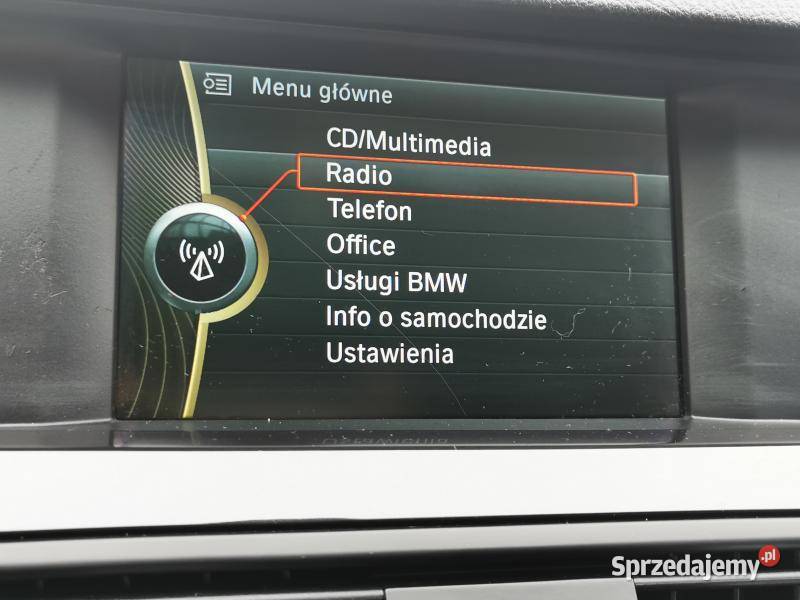 Menu główne
CD/Multimedia
Radio
Telefon
Office
Usługi BMW
Info o samochodzie
Ustawienia
Sprzedajemy.pl